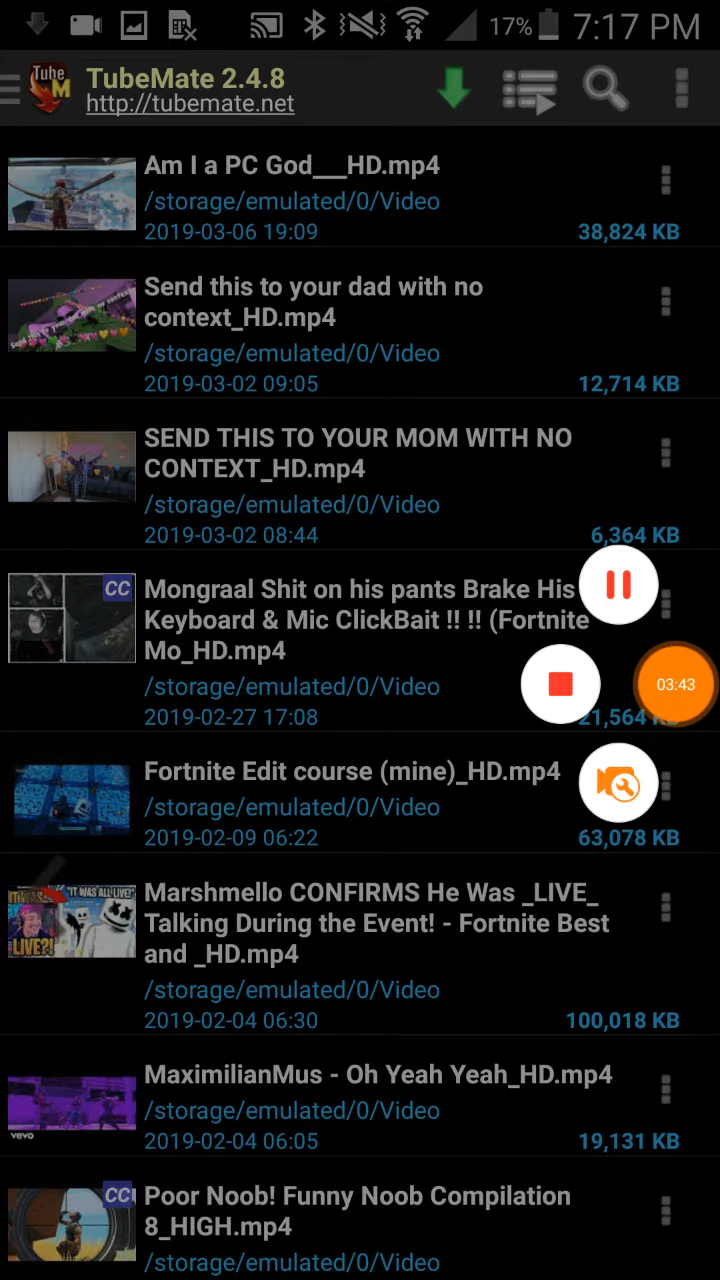 17% 7:17 PM
Tube M
TubeMate 2.4.8
http://tubemate.net
Am I a PC God___HD.mp4
/storage/emulated/0/Video
2019-03-06 19:09 38,824 KB
Send this to your dad with no
context_HD.mp4
/storage/emulated/0/Video
2019-03-02 09:05 12,714 KB
SEND THIS TO YOUR MOM WITH NO
CONTEXT_HD.mp4
/storage/emulated/0/Video
2019-03-02 08:44 6,364 KB
CC
Mongraal Shit on his pants Brake His
Keyboard & Mic ClickBait !! !! (Fortnite
Mo_HD.mp4
/storage/emulated/0/Video
03:43
2019-02-27 17:08 21,564 KB
Fortnite Edit course (mine)_HD.mp4
/storage/emulated/0/Video
2019-02-09 06:22 63,078 KB
"IT WAS ALL LIVE!"
LIVE?!
Marshmello CONFIRMS He Was _LIVE_
Talking During the Event! - Fortnite Best
and _HD.mp4
/storage/emulated/0/Video
2019-02-04 06:30 100,018 KB
MaximilianMus - Oh Yeah Yeah_HD.mp4
/storage/emulated/0/Video
vevo
2019-02-04 06:05 19,131 KB
CC
Poor Noob! Funny Noob Compilation
8_HIGH.mp4
/storage/emulated/0/Video